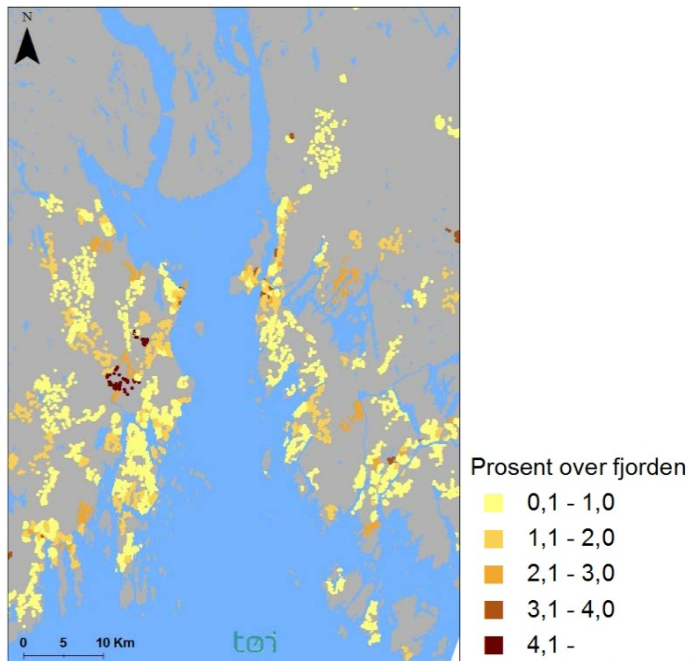 N
Prosent over fjorden
0,1 - 1,0
1,1 - 2,0
2,1 - 3,0
3,1 - 4,0
4,1 -
0 5 10 Km
tøi